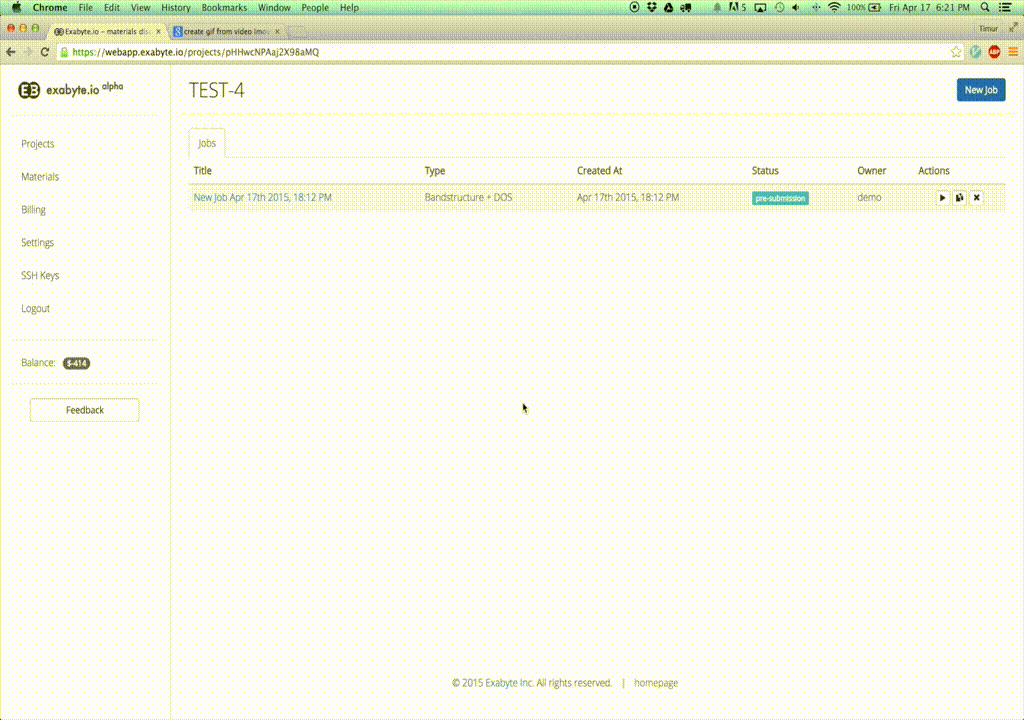 Chrome File Edit View History Bookmarks Window People Help 5 100% Fri Apr 17 6:21 PM
Exabyte.io – materials dis × create gif from video imov × Timur
https://webapp.exabyte.io/projects/pHHwcNPAaj2X98aMQ ABP
EB exabyte.io alpha
TEST-4
New Job
Projects
Materials
Billing
Settings
SSH Keys
Logout
Balance: $-414
Feedback
Jobs
Title Type Created At Status Owner Actions
New Job Apr 17th 2015, 18:12 PM Bandstructure + DOS Apr 17th 2015, 18:12 PM pre-submission demo
© 2015 Exabyte Inc. All rights reserved. | homepage